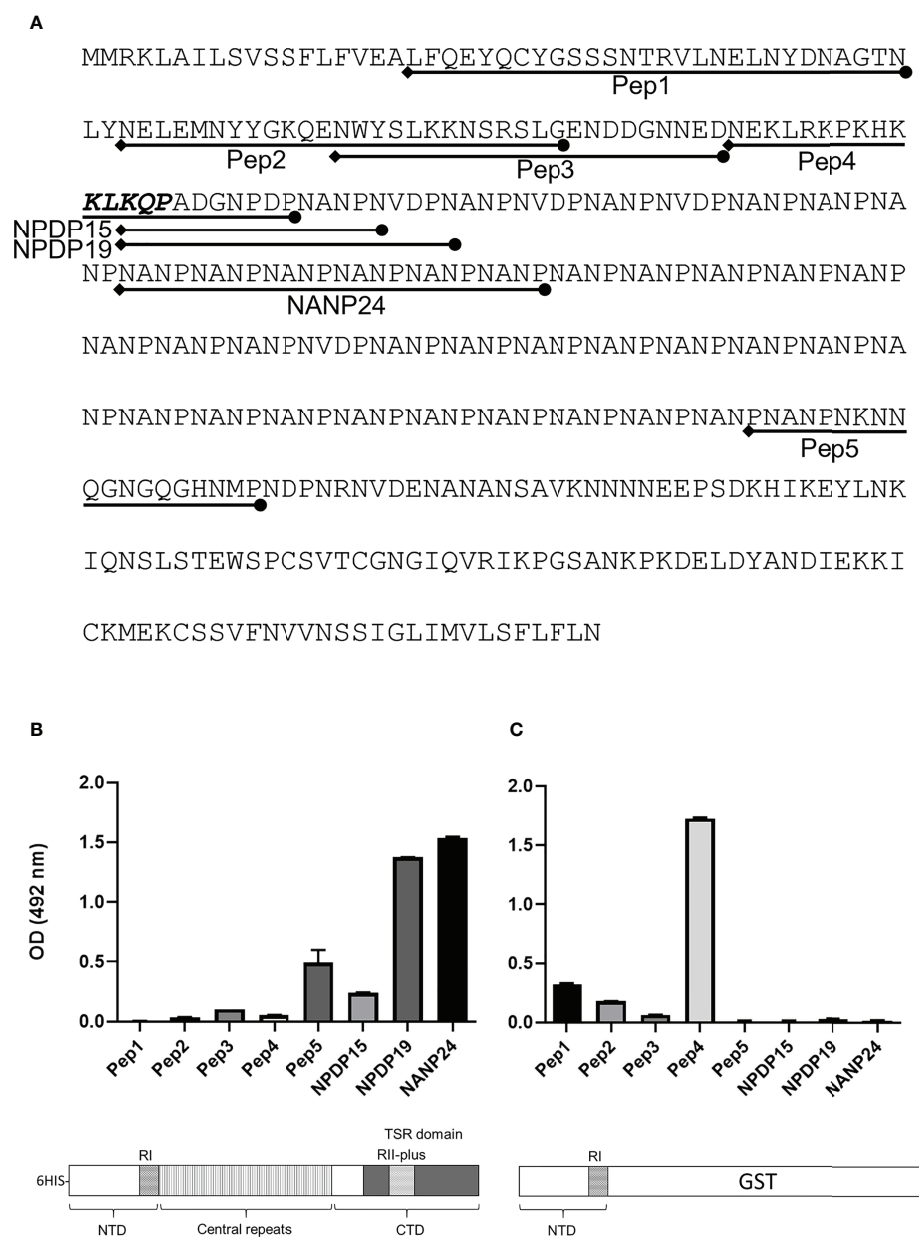 A
MMRKLAILSVSSFLFVEALFQEYQCYGSSSNTRVLNELNYDNAGTN
Pep1
LYNELEMNYYGKQENWYSLKKNSRSLGENDDGNNEDNEKLRKPKHK
Pep2
Pep3
Pep4
KLKQPADGNPDPNANPNVDPNANPNVDPNANPNVDPNANPNANPNA
NPDP15
NPDP19
NPNANPNANPNANPNANPNANPNANPNANPNANPNANPNANPNANP
NANP24
NANPNANPNANPNVDPNANPNANPNANPNANPNANPNANPNANPNA
NPNANPNANPNANPNANPNANPNANPNANPNANPNANPNANPNKNN
Pep5
QGNGQGHNMPNDPNRNVDENANANSAVKNNNNEEPSDKHIKEYLNK
IQNSLSTEWSPCSVTCGNGIQVRIKPGSANKPKDELDYANDIEKKI
CKMEKCSSVFNVVNSSIGLIMVLSFLFLN
B
OD (492 nm)
2.0
1.5
1.0
0.5
0.0
Pep1
Pep2
Pep3
Pep4
Pep5
NPDP15
NPDP19
NANP24
TSR domain
RI
RII-plus
6HIS-
NTD
Central repeats
CTD
C
2.0
1.5
1.0
0.5
0.0
Pep1
Pep2
Pep3
Pep4
Pep5
NPDP15
NPDP19
NANP24
RI
GST
NTD